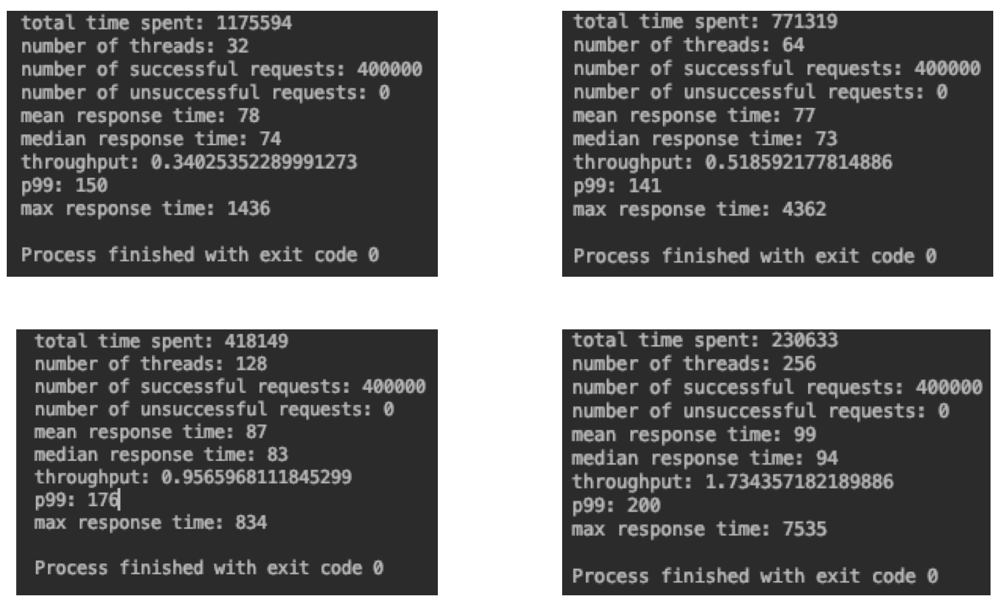 total time spent: 1175594
number of threads: 32
number of successful requests: 400000
number of unsuccessful requests: 0
mean response time: 78
median response time: 74
throughput: 0.34025352289991273
p99: 150
max response time: 1436
Process finished with exit code 0
total time spent: 771319
number of threads: 64
number of successful requests: 400000
number of unsuccessful requests: 0
mean response time: 77
median response time: 73
throughput: 0.518592177814886
p99: 141
max response time: 4362
Process finished with exit code 0
total time spent: 418149
number of threads: 128
number of successful requests: 400000
number of unsuccessful requests: 0
mean response time: 87
median response time: 83
throughput: 0.9565968111845299
p99: 176
max response time: 834
Process finished with exit code 0
total time spent: 230633
number of threads: 256
number of successful requests: 400000
number of unsuccessful requests: 0
mean response time: 99
median response time: 94
throughput: 1.734357182189886
p99: 200
max response time: 7535
Process finished with exit code 0